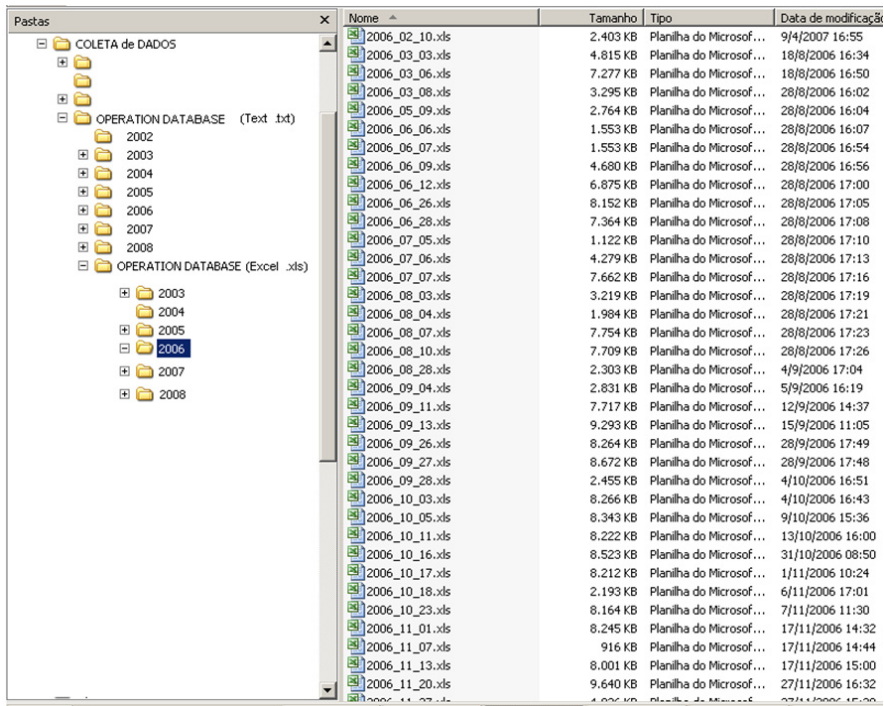 Pastas
COLETA de DADOS
OPERATION DATABASE (Text .txt)
2002
2003
2004
2005
2006
2007
2008
OPERATION DATABASE (Excel .xls)
2003
2004
2005
2006
2007
2008
Nome Tamanho Tipo Data de modificação
2006_02_10.xls 2.403 KB Planilha do Microsof... 9/4/2007 16:55
2006_03_03.xls 4.815 KB Planilha do Microsof... 18/8/2006 16:34
2006_03_06.xls 7.277 KB Planilha do Microsof... 18/8/2006 16:50
2006_03_08.xls 3.295 KB Planilha do Microsof... 28/8/2006 16:02
2006_05_09.xls 2.764 KB Planilha do Microsof... 28/8/2006 16:04
2006_06_06.xls 1.553 KB Planilha do Microsof... 28/8/2006 16:07
2006_06_07.xls 1.553 KB Planilha do Microsof... 28/8/2006 16:54
2006_06_09.xls 4.680 KB Planilha do Microsof... 28/8/2006 16:56
2006_06_12.xls 6.875 KB Planilha do Microsof... 28/8/2006 17:00
2006_06_26.xls 8.152 KB Planilha do Microsof... 28/8/2006 17:05
2006_06_28.xls 7.364 KB Planilha do Microsof... 28/8/2006 17:08
2006_07_05.xls 1.122 KB Planilha do Microsof... 28/8/2006 17:10
2006_07_06.xls 4.279 KB Planilha do Microsof... 28/8/2006 17:13
2006_07_07.xls 7.662 KB Planilha do Microsof... 28/8/2006 17:16
2006_08_03.xls 3.219 KB Planilha do Microsof... 28/8/2006 17:19
2006_08_04.xls 1.984 KB Planilha do Microsof... 28/8/2006 17:21
2006_08_07.xls 7.754 KB Planilha do Microsof... 28/8/2006 17:23
2006_08_10.xls 7.709 KB Planilha do Microsof... 28/8/2006 17:26
2006_08_28.xls 2.303 KB Planilha do Microsof... 4/9/2006 17:04
2006_09_04.xls 2.831 KB Planilha do Microsof... 5/9/2006 16:19
2006_09_11.xls 7.717 KB Planilha do Microsof... 12/9/2006 14:37
2006_09_13.xls 9.293 KB Planilha do Microsof... 15/9/2006 11:05
2006_09_26.xls 8.264 KB Planilha do Microsof... 28/9/2006 17:49
2006_09_27.xls 8.672 KB Planilha do Microsof... 28/9/2006 17:48
2006_09_28.xls 2.455 KB Planilha do Microsof... 4/10/2006 16:51
2006_10_03.xls 8.266 KB Planilha do Microsof... 4/10/2006 16:43
2006_10_05.xls 8.343 KB Planilha do Microsof... 9/10/2006 15:36
2006_10_11.xls 8.222 KB Planilha do Microsof... 13/10/2006 16:00
2006_10_16.xls 8.523 KB Planilha do Microsof... 31/10/2006 08:50
2006_10_17.xls 8.212 KB Planilha do Microsof... 1/11/2006 10:24
2006_10_18.xls 2.193 KB Planilha do Microsof... 6/11/2006 17:01
2006_10_23.xls 8.164 KB Planilha do Microsof... 7/11/2006 11:30
2006_11_01.xls 8.245 KB Planilha do Microsof... 17/11/2006 14:32
2006_11_07.xls 916 KB Planilha do Microsof... 17/11/2006 14:44
2006_11_13.xls 8.001 KB Planilha do Microsof... 17/11/2006 15:00
2006_11_20.xls 9.640 KB Planilha do Microsof... 27/11/2006 16:32